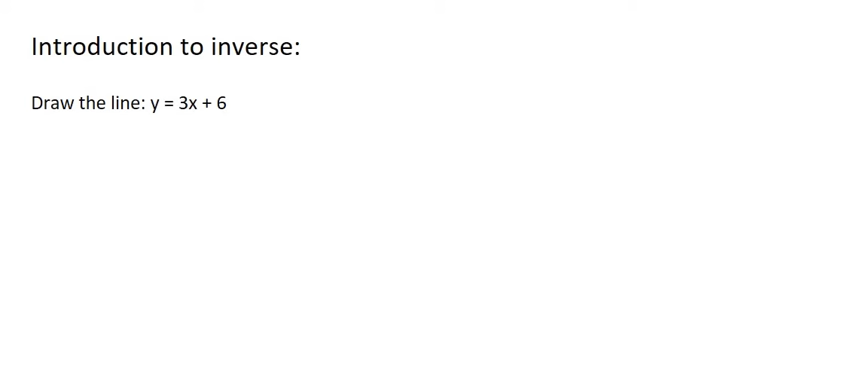 Introduction to inverse:
Draw the line: y = 3x + 6